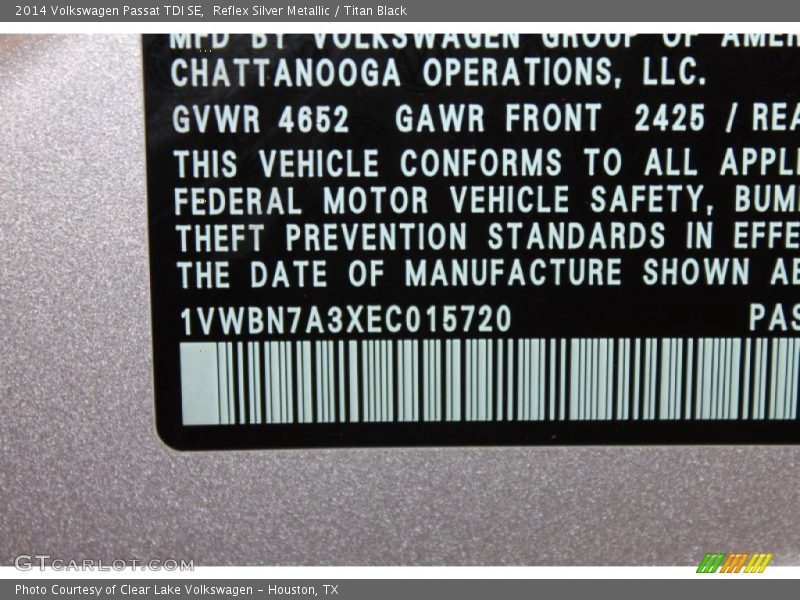 2014 Volkswagen Passat TDI SE, Reflex Silver Metallic / Titan Black
MFD BY VOLKSWAGEN GROUP OF AMER
CHATTANOOGA OPERATIONS, LLC.
GVWR 4652 GAWR FRONT 2425 / REA
THIS VEHICLE CONFORMS TO ALL APPLI
FEDERAL MOTOR VEHICLE SAFETY, BUM
THEFT PREVENTION STANDARDS IN EFFE
THE DATE OF MANUFACTURE SHOWN AB
1VWBN7A3XEC015720 PAS
GTCARLOT.COM
Photo Courtesy of Clear Lake Volkswagen - Houston, TX